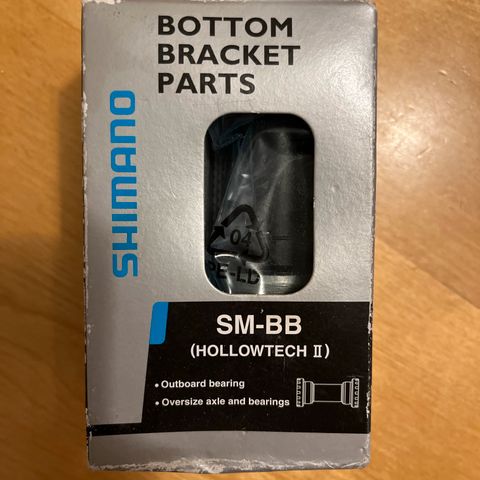 BOTTOM
BRACKET
PARTS
SHIMANO
04
PE-LD
SM-BB
(HOLLOWTECH II)
• Outboard bearing
• Oversize axle and bearings